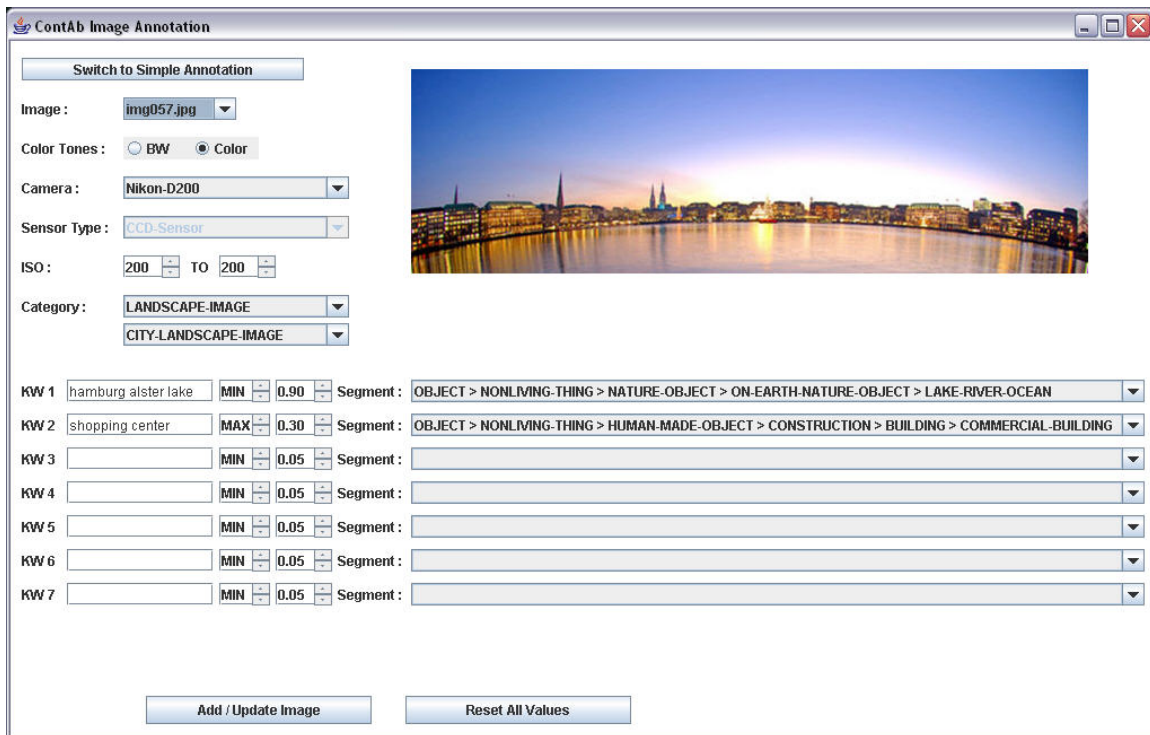 ContAb Image Annotation
Switch to Simple Annotation
Image : img057.jpg
Color Tones : BW Color
Camera : Nikon-D200
Sensor Type : CCD-Sensor
ISO : 200 TO 200
Category : LANDSCAPE-IMAGE
CITY-LANDSCAPE-IMAGE
KW 1 hamburg alster lake MIN 0.90 Segment : OBJECT > NONLIVING-THING > NATURE-OBJECT > ON-EARTH-NATURE-OBJECT > LAKE-RIVER-OCEAN
KW 2 shopping center MAX 0.30 Segment : OBJECT > NONLIVING-THING > HUMAN-MADE-OBJECT > CONSTRUCTION > BUILDING > COMMERCIAL-BUILDING
KW 3 MIN 0.05 Segment :
KW 4 MIN 0.05 Segment :
KW 5 MIN 0.05 Segment :
KW 6 MIN 0.05 Segment :
KW 7 MIN 0.05 Segment :
Add / Update Image Reset All Values